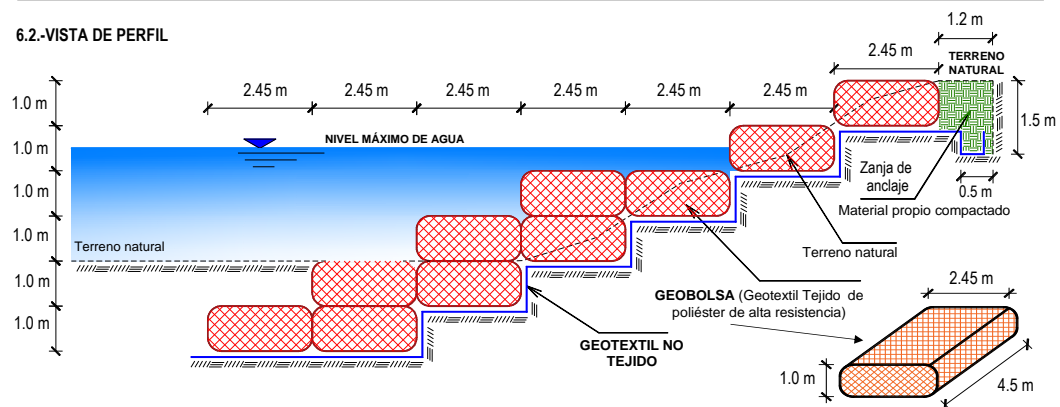 6.2.-VISTA DE PERFIL
1.2 m
2.45 m
TERRENO
NATURAL
2.45 m
2.45 m
2.45 m
2.45 m
2.45 m
2.45 m
1.0 m
1.0 m
1.0 m
1.0 m
1.0 m
1.0 m
1.5 m
NIVEL MÁXIMO DE AGUA
Zanja de
anclaje
0.5 m
Material propio compactado
Terreno natural
Terreno natural
GEOBOLSA (Geotextil Tejido de
poliéster de alta resistencia)
GEOTEXTIL NO
TEJIDO
2.45 m
1.0 m
4.5 m